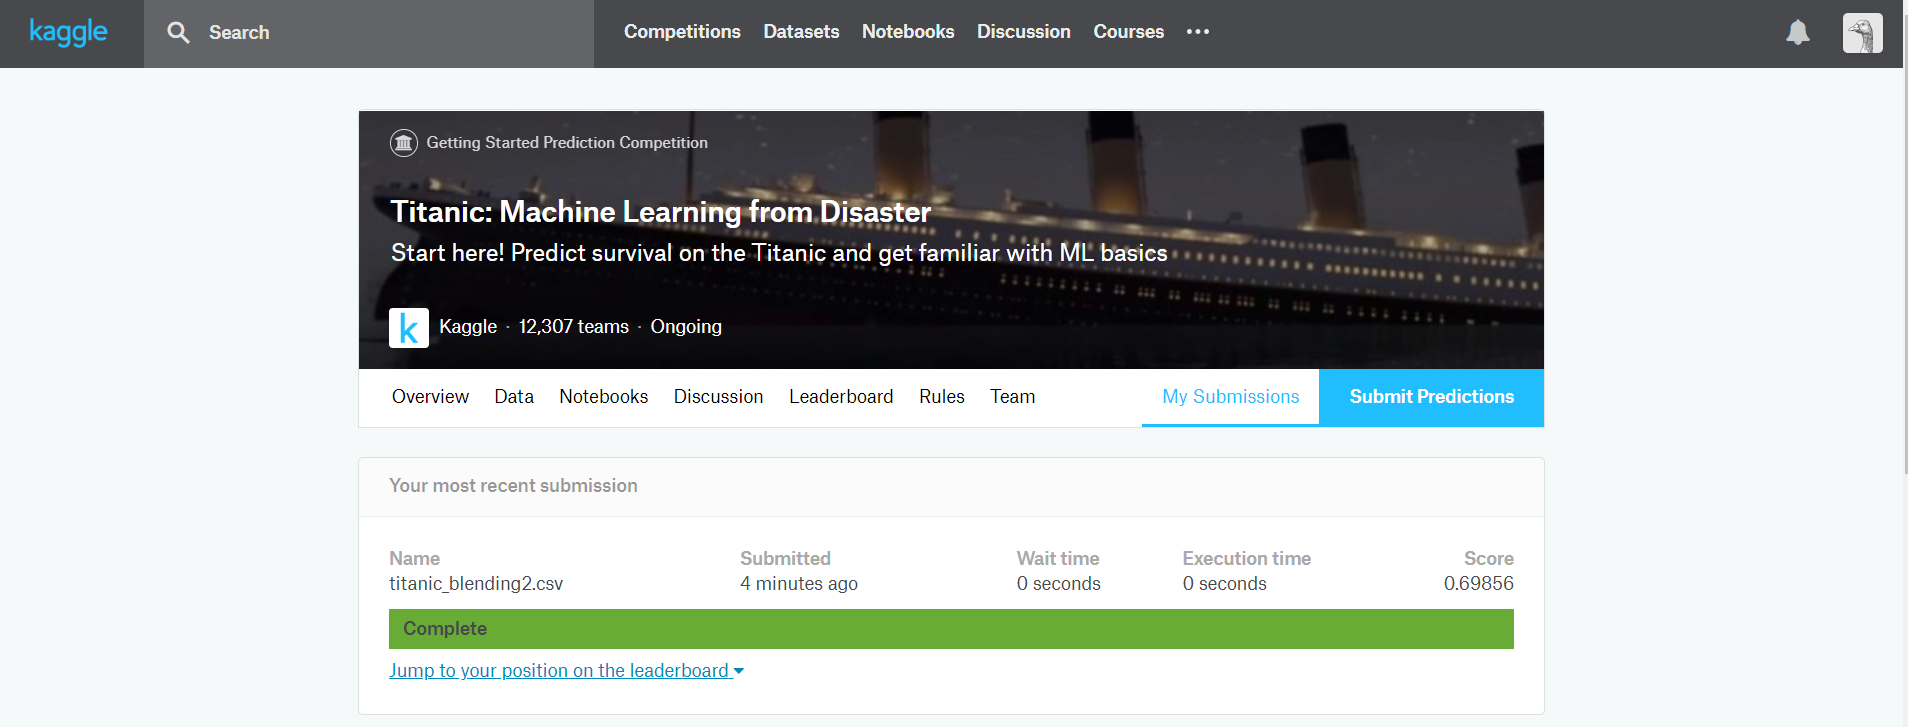 kaggle
Search
Competitions Datasets Notebooks Discussion Courses •••
Getting Started Prediction Competition
Titanic: Machine Learning from Disaster
Start here! Predict survival on the Titanic and get familiar with ML basics
k Kaggle · 12,307 teams · Ongoing
Overview Data Notebooks Discussion Leaderboard Rules Team My Submissions Submit Predictions
Your most recent submission
Name Submitted Wait time Execution time Score
titanic_blending2.csv 4 minutes ago 0 seconds 0 seconds 0.69856
Complete
Jump to your position on the leaderboard